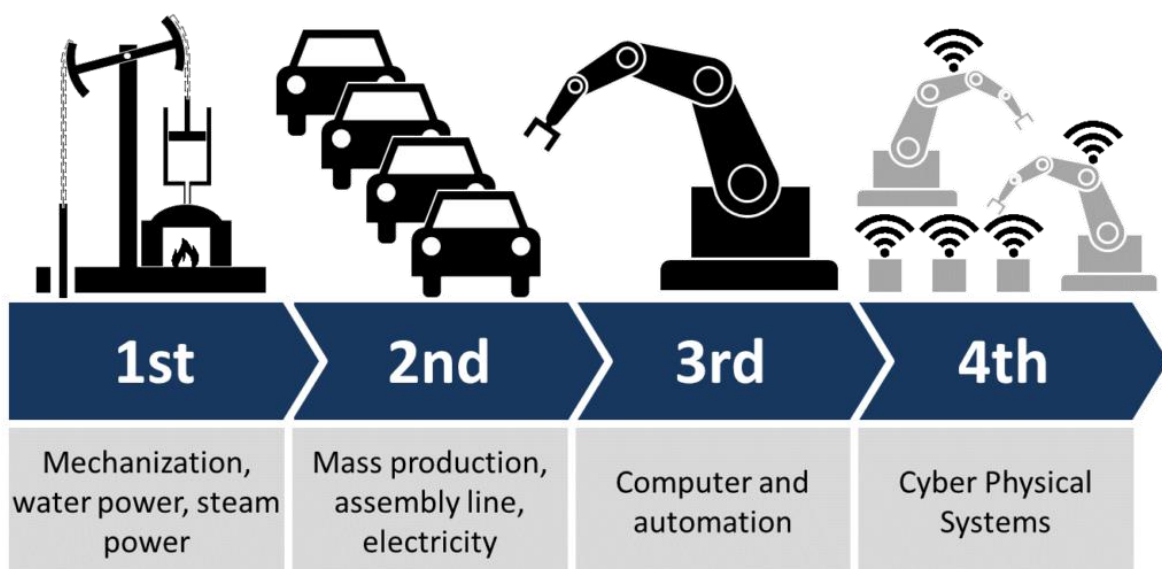 1st
2nd
3rd
4th
Mechanization,
water power, steam
power
Mass production,
assembly line,
electricity
Computer and
automation
Cyber Physical
Systems